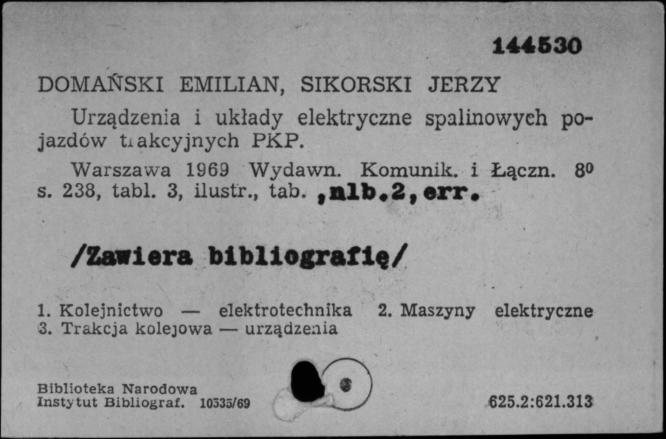 144530
DOMAŃSKI EMILIAN, SIKORSKI JERZY
Urządzenia i układy elektryczne spalinowych po-
jazdów trakcyjnych PKP.
Warszawa 1969 Wydawn. Komunik. i Łączn. 8⁰
s. 238, tabl. 3, ilustr., tab. ,nlb.2,err.
/Zawiera bibliografię/
1. Kolejnictwo — elektrotechnika 2. Maszyny elektryczne
3. Trakcja kolejowa — urządzenia
Biblioteka Narodowa
Instytut Bibliograf. 10535/69 625.2:621.313